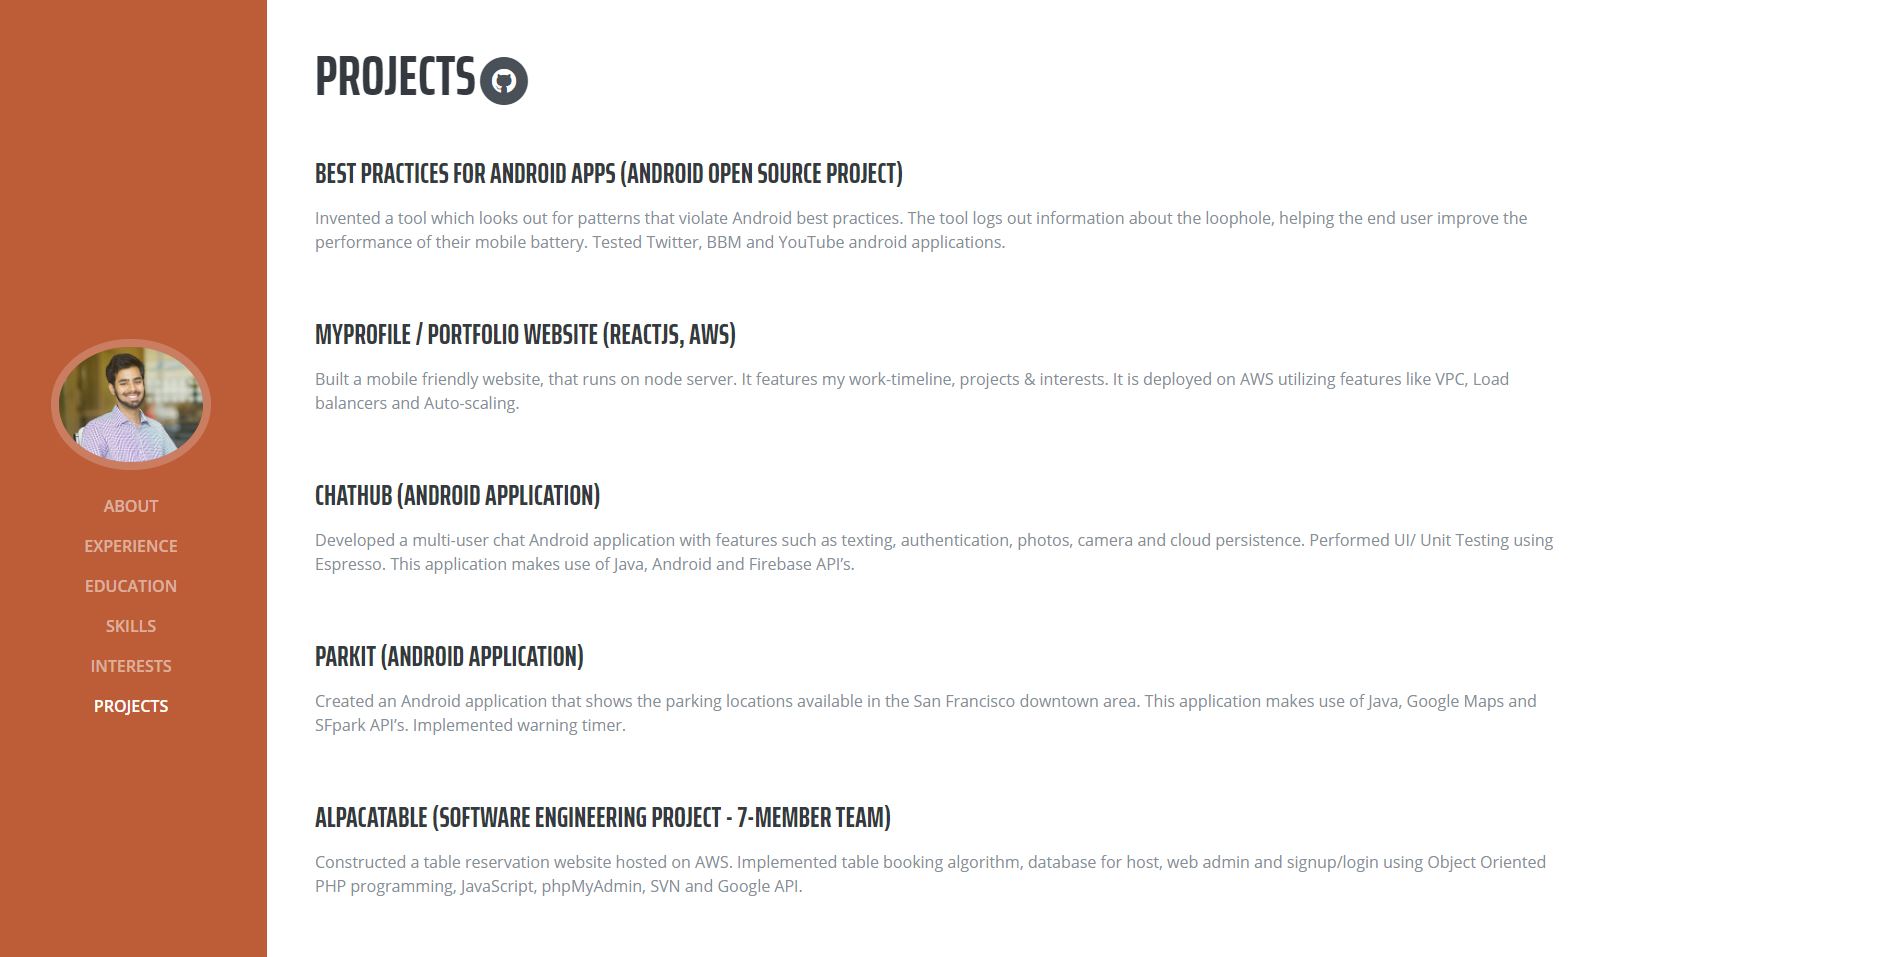 ABOUT
EXPERIENCE
EDUCATION
SKILLS
INTERESTS
PROJECTS
PROJECTS
BEST PRACTICES FOR ANDROID APPS (ANDROID OPEN SOURCE PROJECT)
Invented a tool which looks out for patterns that violate Android best practices. The tool logs out information about the loophole, helping the end user improve the
performance of their mobile battery. Tested Twitter, BBM and YouTube android applications.
MYPROFILE / PORTFOLIO WEBSITE (REACTJS, AWS)
Built a mobile friendly website, that runs on node server. It features my work-timeline, projects & interests. It is deployed on AWS utilizing features like VPC, Load
balancers and Auto-scaling.
CHATHUB (ANDROID APPLICATION)
Developed a multi-user chat Android application with features such as texting, authentication, photos, camera and cloud persistence. Performed UI/ Unit Testing using
Espresso. This application makes use of Java, Android and Firebase API’s.
PARKIT (ANDROID APPLICATION)
Created an Android application that shows the parking locations available in the San Francisco downtown area. This application makes use of Java, Google Maps and
SFpark API’s. Implemented warning timer.
ALPACATABLE (SOFTWARE ENGINEERING PROJECT - 7-MEMBER TEAM)
Constructed a table reservation website hosted on AWS. Implemented table booking algorithm, database for host, web admin and signup/login using Object Oriented
PHP programming, JavaScript, phpMyAdmin, SVN and Google API.